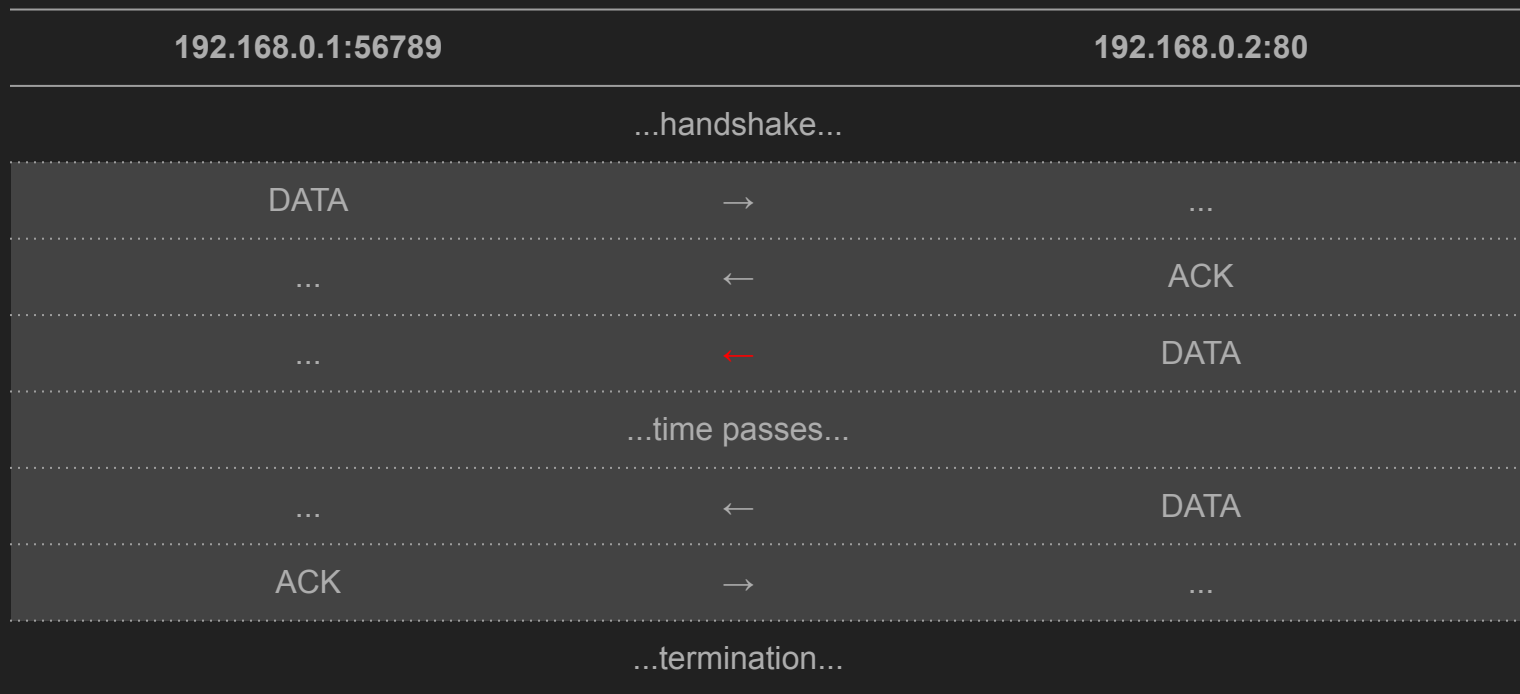 192.168.0.1:56789 192.168.0.2:80
...handshake...
DATA → ...
... ← ACK
... ← DATA
...time passes...
... ← DATA
ACK → ...
...termination...